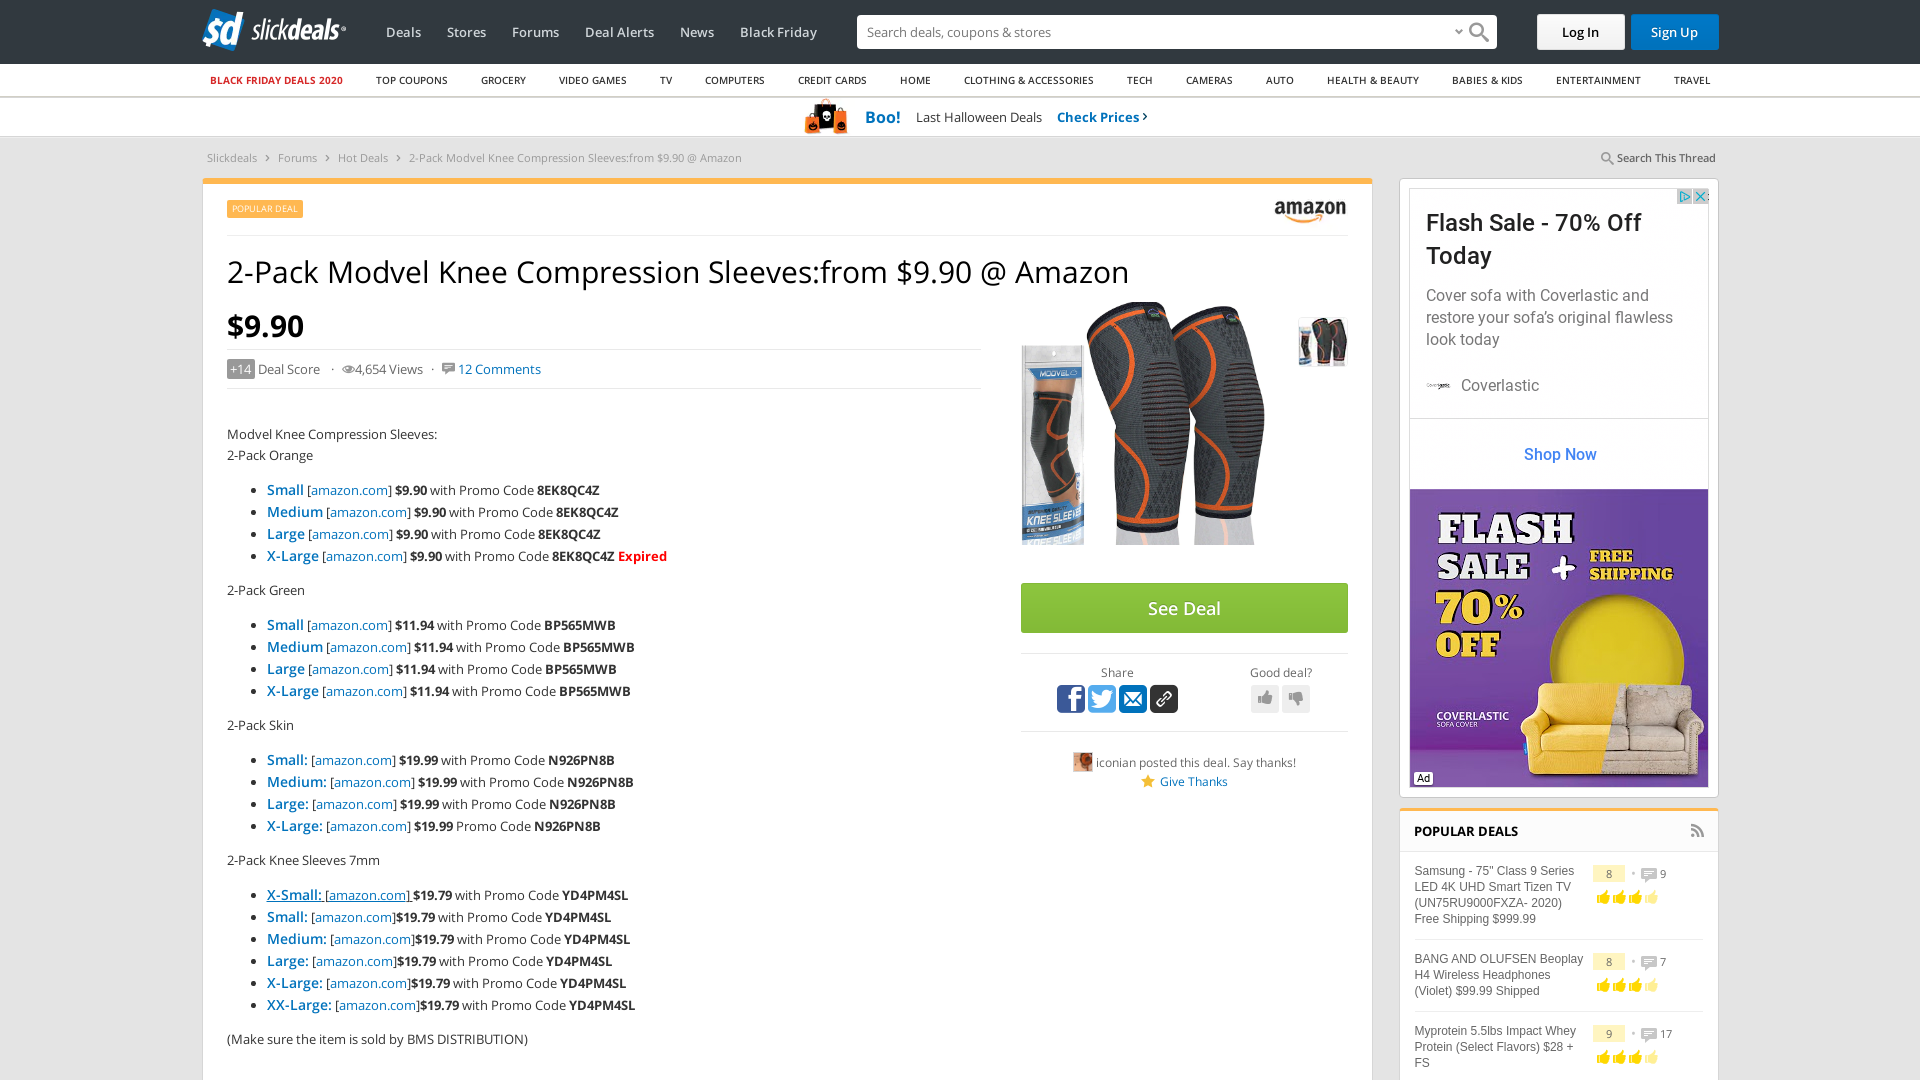 sd slickdeals
Deals Stores Forums Deal Alerts News Black Friday
Search deals, coupons & stores
Log In
Sign Up
BLACK FRIDAY DEALS 2020 TOP COUPONS GROCERY VIDEO GAMES TV COMPUTERS CREDIT CARDS HOME CLOTHING & ACCESSORIES TECH CAMERAS AUTO HEALTH & BEAUTY BABIES & KIDS ENTERTAINMENT TRAVEL
Boo! Last Halloween Deals Check Prices ›
Slickdeals › Forums › Hot Deals › 2-Pack Modvel Knee Compression Sleeves:from $9.90 @ Amazon
Search This Thread
POPULAR DEAL
amazon
2-Pack Modvel Knee Compression Sleeves:from $9.90 @ Amazon
$9.90
+14 Deal Score · 4,654 Views · 12 Comments
Modvel Knee Compression Sleeves:
2-Pack Orange
• Small [amazon.com] $9.90 with Promo Code 8EK8QC4Z
• Medium [amazon.com] $9.90 with Promo Code 8EK8QC4Z
• Large [amazon.com] $9.90 with Promo Code 8EK8QC4Z
• X-Large [amazon.com] $9.90 with Promo Code 8EK8QC4Z Expired
2-Pack Green
• Small [amazon.com] $11.94 with Promo Code BP565MWB
• Medium [amazon.com] $11.94 with Promo Code BP565MWB
• Large [amazon.com] $11.94 with Promo Code BP565MWB
• X-Large [amazon.com] $11.94 with Promo Code BP565MWB
2-Pack Skin
• Small: [amazon.com] $19.99 with Promo Code N926PN8B
• Medium: [amazon.com] $19.99 with Promo Code N926PN8B
• Large: [amazon.com] $19.99 with Promo Code N926PN8B
• X-Large: [amazon.com] $19.99 Promo Code N926PN8B
2-Pack Knee Sleeves 7mm
• X-Small: [amazon.com] $19.79 with Promo Code YD4PM4SL
• Small: [amazon.com]$19.79 with Promo Code YD4PM4SL
• Medium: [amazon.com]$19.79 with Promo Code YD4PM4SL
• Large: [amazon.com]$19.79 with Promo Code YD4PM4SL
• X-Large: [amazon.com]$19.79 with Promo Code YD4PM4SL
• XX-Large: [amazon.com]$19.79 with Promo Code YD4PM4SL
(Make sure the item is sold by BMS DISTRIBUTION)
MODVEL
KNEE SLEEVES
See Deal
Share
Good deal?
iconian posted this deal. Say thanks!
Give Thanks
Flash Sale - 70% Off
Today
Cover sofa with Coverlastic and
restore your sofa's original flawless
look today
Coverlastic
Shop Now
FLASH
SALE + FREE
SHIPPING
70%
OFF
COVERLASTIC
SOFA COVER
Ad
POPULAR DEALS
Samsung - 75" Class 9 Series
LED 4K UHD Smart Tizen TV
(UN75RU9000FXZA- 2020)
Free Shipping $999.99
8 • 9
BANG AND OLUFSEN Beoplay
H4 Wireless Headphones
(Violet) $99.99 Shipped
8 • 7
Myprotein 5.5lbs Impact Whey
Protein (Select Flavors) $28 +
FS
9 • 17